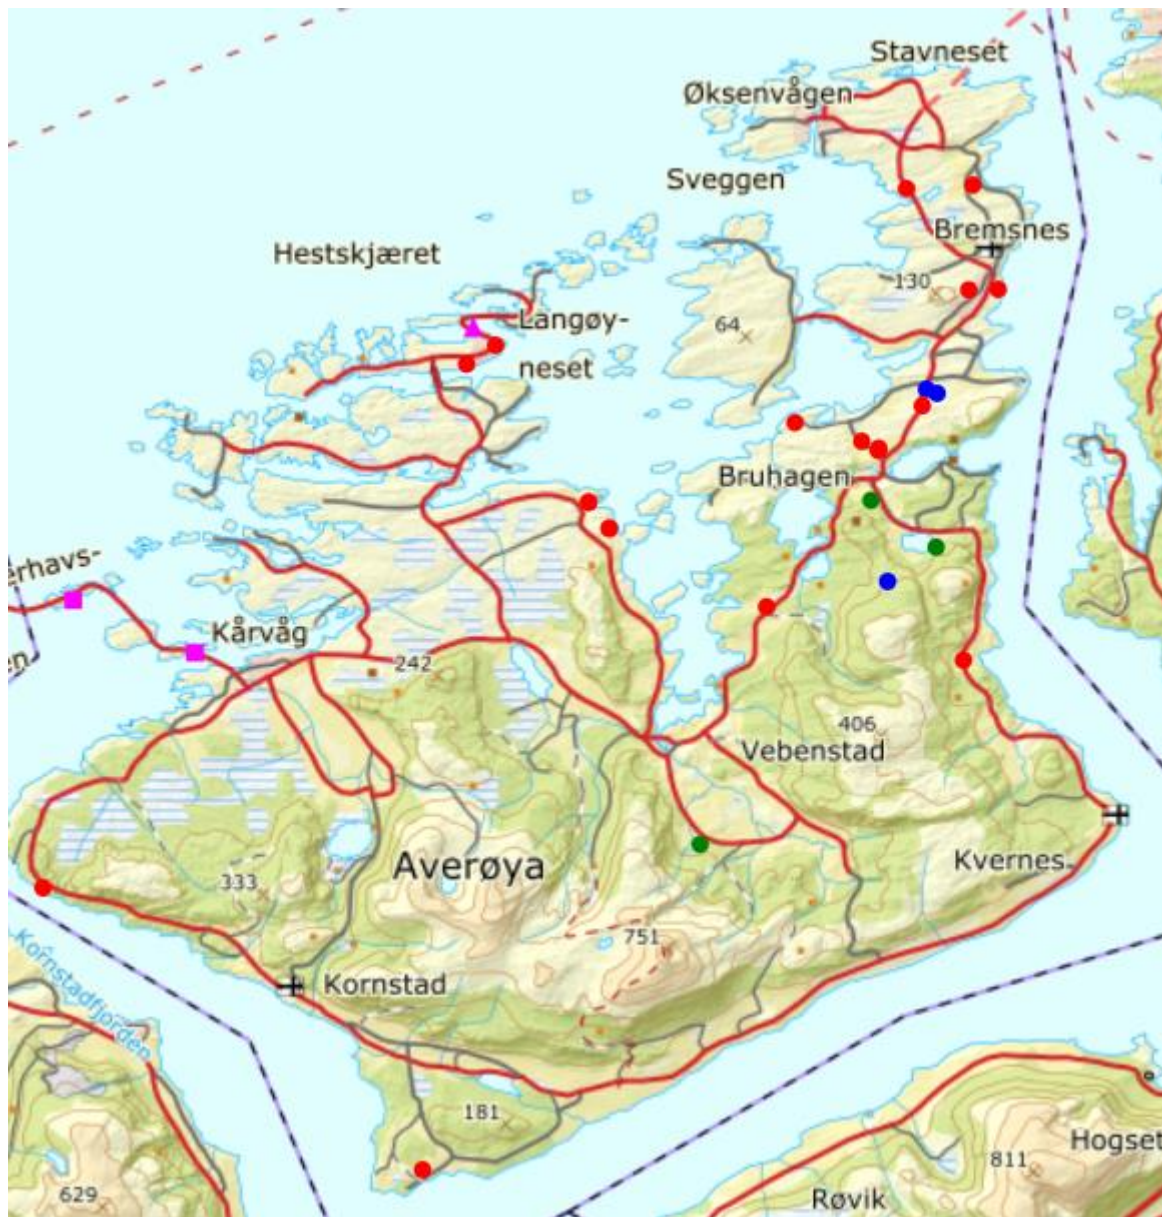 Stavneset
Øksenvågen
Sveggen
Bremsnes
Hestskjæret
130
Langøy-
neset
64
Bruhagen
erhavs-
Kårvåg
en
242
406
Vebenstad
Averøya
Kvernes
333
751
Kornstad
Kornstadfjorden
181
Hogset
811
629
Røvik